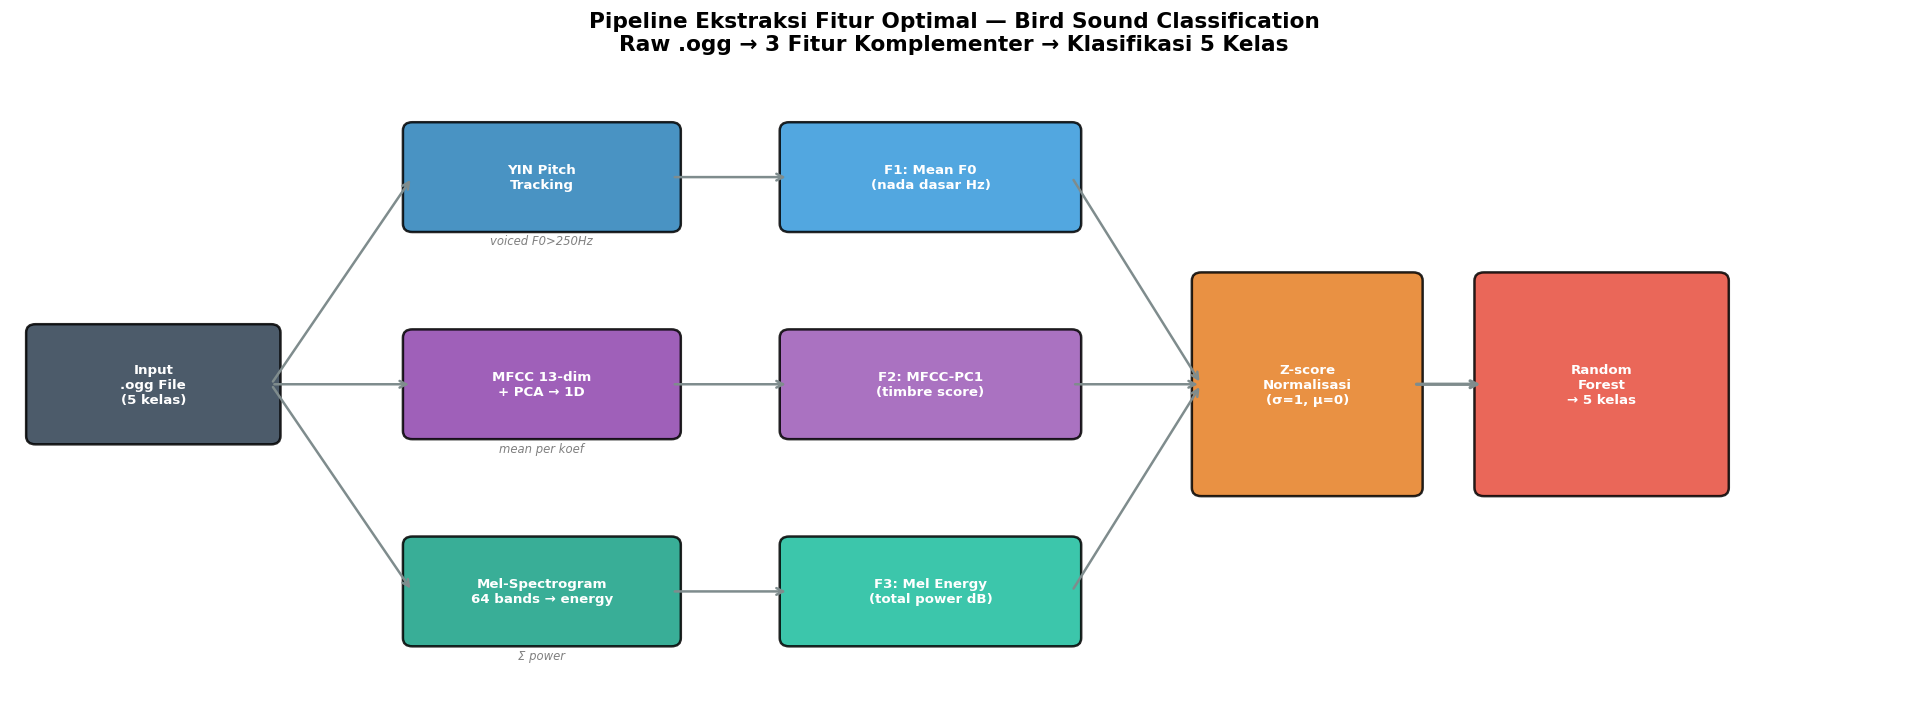 Pipeline Ekstraksi Fitur Optimal — Bird Sound Classification
Raw .ogg → 3 Fitur Komplementer → Klasifikasi 5 Kelas
YIN Pitch
Tracking
voiced F0>250Hz
F1: Mean F0
(nada dasar Hz)
Input
.ogg File
(5 kelas)
MFCC 13-dim
+ PCA → 1D
mean per koef
F2: MFCC-PC1
(timbre score)
Z-score
Normalisasi
(σ=1, μ=0)
Random
Forest
→ 5 kelas
Mel-Spectrogram
64 bands → energy
Σ power
F3: Mel Energy
(total power dB)